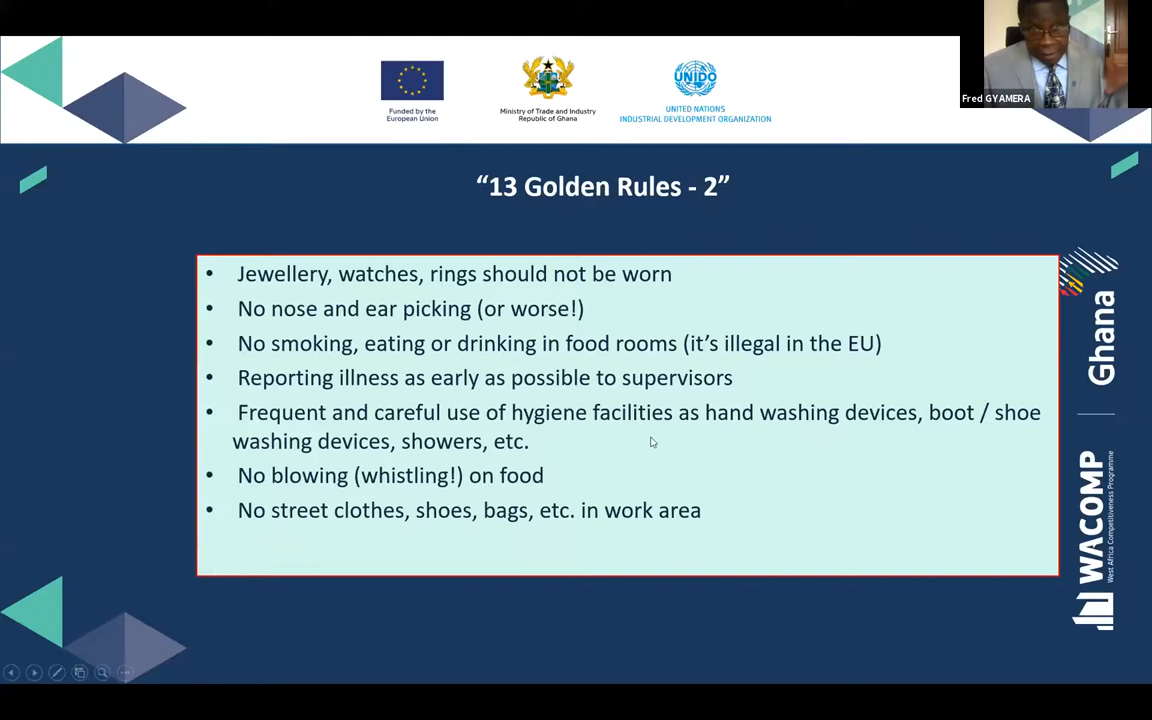 Funded by the
European Union
Ministry of Trade and Industry
Republic of Ghana
UNIDO
UNITED NATIONS
INDUSTRIAL DEVELOPMENT ORGANIZATION
Fred GYAMERA
“13 Golden Rules - 2”
• Jewellery, watches, rings should not be worn
• No nose and ear picking (or worse!)
• No smoking, eating or drinking in food rooms (it’s illegal in the EU)
• Reporting illness as early as possible to supervisors
• Frequent and careful use of hygiene facilities as hand washing devices, boot / shoe
washing devices, showers, etc.
• No blowing (whistling!) on food
• No street clothes, shoes, bags, etc. in work area
Ghana
WACOMP
West Africa Competitiveness Programme